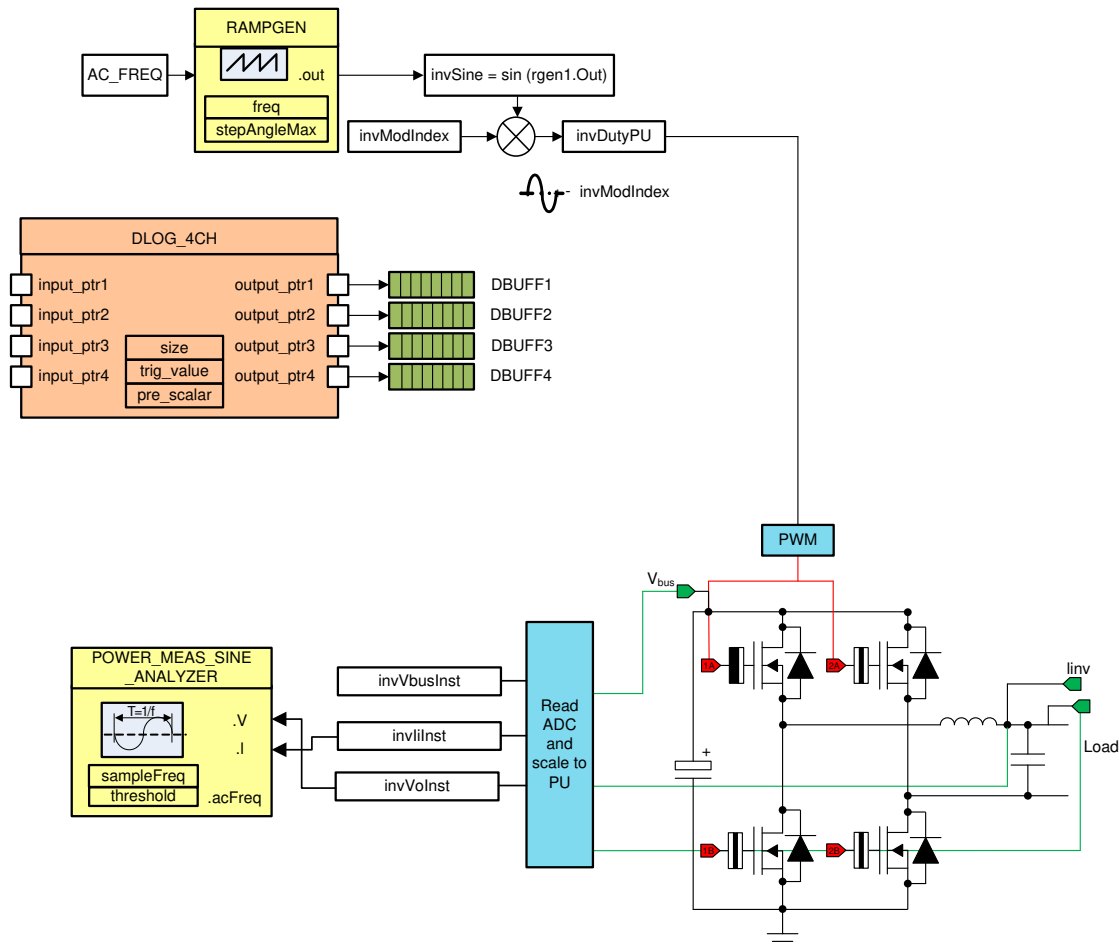 RAMPGEN
.out
freq
stepAngleMax
AC_FREQ
invSine = sin (rgen1.Out)
invModIndex
invDutyPU
invModIndex
DLOG_4CH
input_ptr1
output_ptr1
DBUFF1
input_ptr2
output_ptr2
DBUFF2
input_ptr3
output_ptr3
DBUFF3
input_ptr4
output_ptr4
DBUFF4
size
trig_value
pre_scalar
PWM
Vbus
1A
2A
Iinv
Load
+
1B
2B
POWER_MEAS_SINE
_ANALYZER
T=1/f
.V
.I
sampleFreq
threshold
.acFreq
invVbusInst
invIiInst
invVoInst
Read
ADC
and
scale to
PU